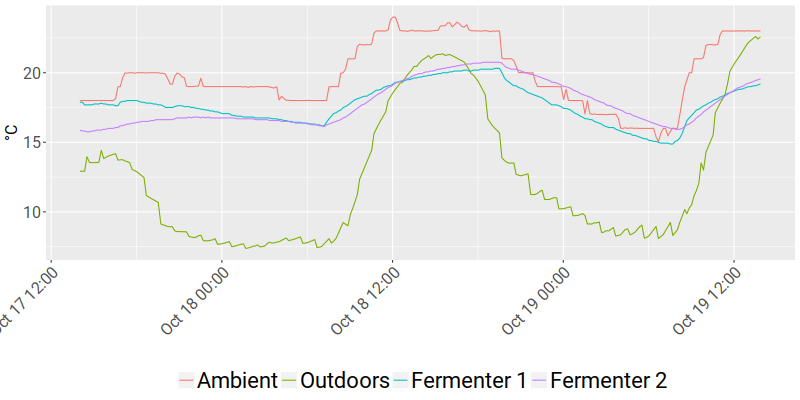 °C
20
15
10
ct 17 12:00
Oct 18 00:00
Oct 18 12:00
Oct 19 00:00
Oct 19 12:00
Ambient Outdoors Fermenter 1 Fermenter 2